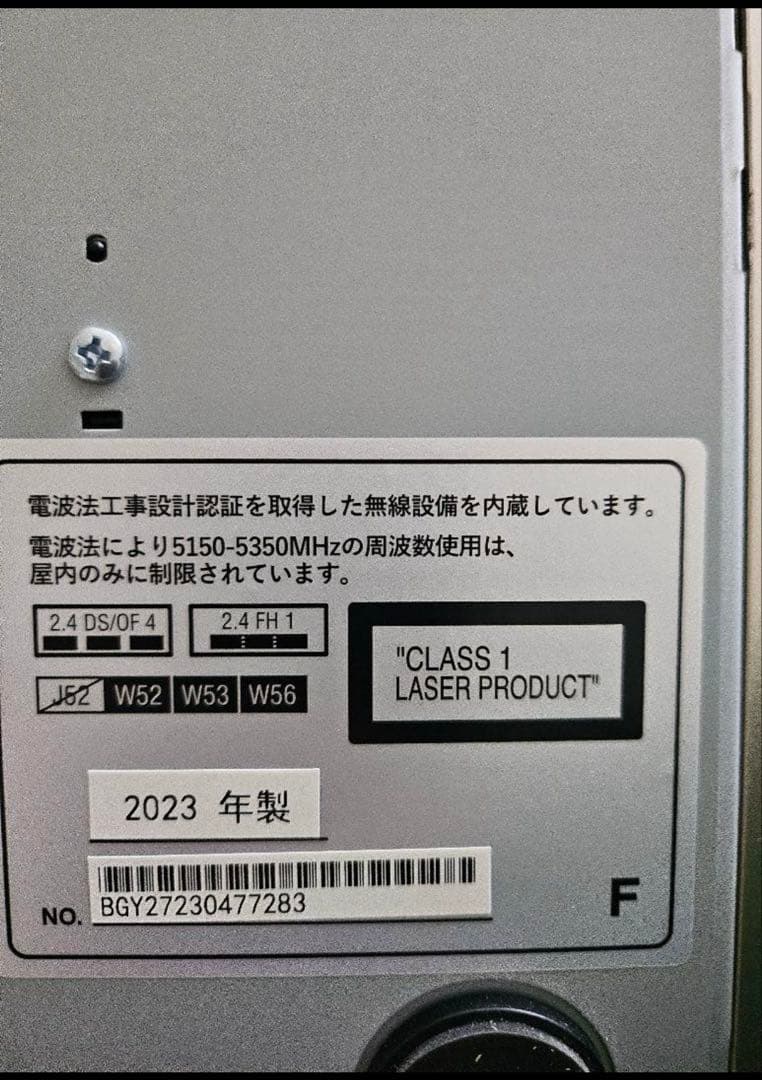 電波法工事設計認証を取得した無線設備を内蔵しています。
電波法により5150-5350MHzの周波数使用は、
屋内のみに制限されています。
2.4 DS/OF 4
2.4 FH 1
J52 W52 W53 W56
"CLASS 1
LASER PRODUCT"
2023 年製
NO. BGY27230477283
F